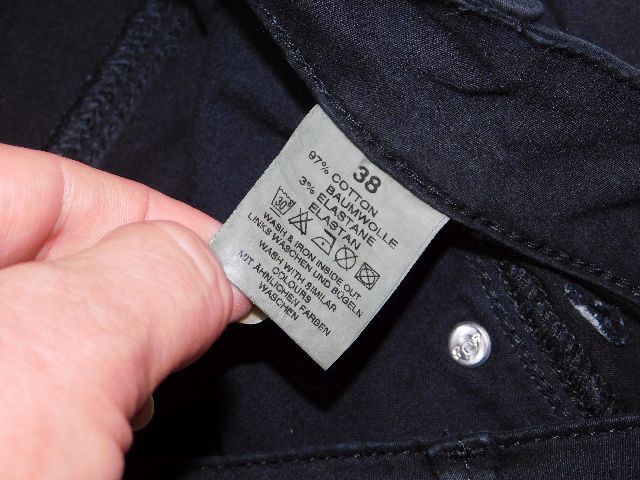 38
97% COTTON
BAUMWOLLE
3% ELASTANE
ELASTAN
30°
WASH & IRON INSIDE OUT
LINKS WASCHEN UND BÜGELN
WASH WITH SIMILAR
COLOURS
MIT ÄHNLICHEN FARBEN
WASCHEN